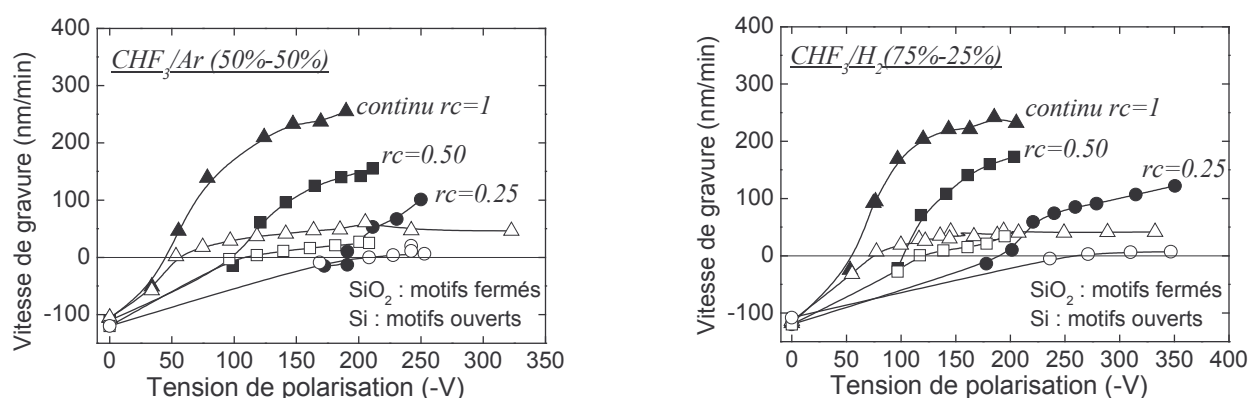 Vitesse de gravure (nm/min)
400
300
200
100
0
-100
CHF3/Ar (50%-50%)
continu rc=1
rc=0.50
rc=0.25
SiO2 : motifs fermés
Si : motifs ouverts
0 50 100 150 200 250 300 350
Tension de polarisation (-V)
Vitesse de gravure (nm/min)
400
300
200
100
0
-100
CHF3/H2(75%-25%)
continu rc=1
rc=0.50
rc=0.25
SiO2 : motifs fermés
Si : motifs ouverts
0 50 100 150 200 250 300 350 400
Tension de polarisation (-V)